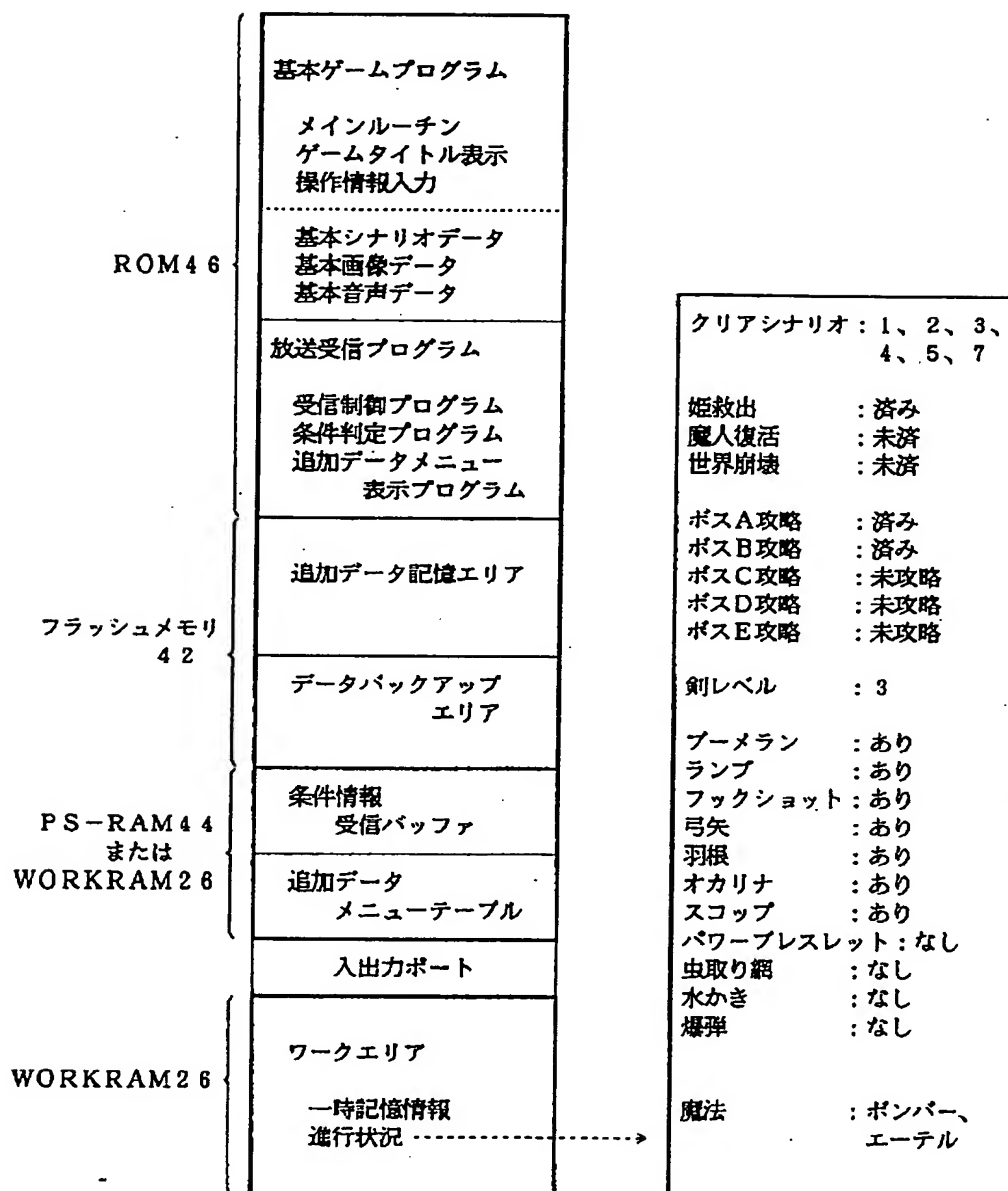 基本ゲームプログラム
メインルーチン
ゲームタイトル表示
操作情報入力
基本シナリオデータ
基本画像データ
基本音声データ
ROM46
放送受信プログラム
受信制御プログラム
条件判定プログラム
追加データメニュー
表示プログラム
追加データ記憶エリア
フラッシュメモリ
42
データバックアップ
エリア
条件情報
受信バッファ
PS-RAM44
または
WORKRAM26
追加データ
メニューテーブル
入出力ポート
ワークエリア
WORKRAM26
一時記憶情報
進行状況
クリアシナリオ:1、2、3、
4、5、7
姫救出 :済み
魔人復活 :未済
世界崩壊 :未済
ボスA攻略 :済み
ボスB攻略 :済み
ボスC攻略 :未攻略
ボスD攻略 :未攻略
ボスE攻略 :未攻略
剣レベル :3
ブーメラン :あり
ランプ :あり
フックショット:あり
弓矢 :あり
羽根 :あり
オカリナ :あり
スコップ :あり
パワーブレスレット:なし
虫取り網 :なし
水かき :なし
爆弾 :なし
魔法 :ボンバー、
エーテル